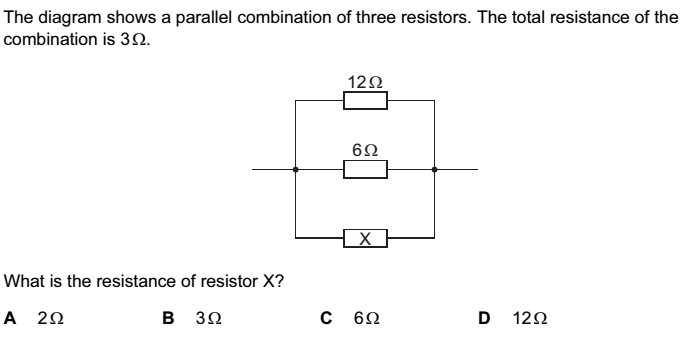 The diagram shows a parallel combination of three resistors. The total resistance of the
combination is 3Ω.
12Ω
6Ω
X
What is the resistance of resistor X?
A 2Ω B 3Ω C 6Ω D 12Ω